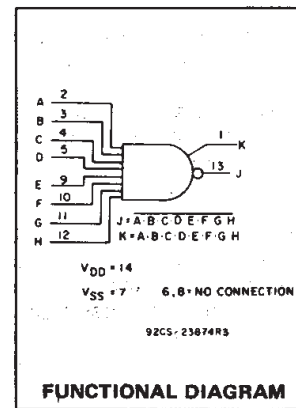 A 2
B 3
C 4
D 5
E 9
F 10
G 11
H 12
1 K
13 J
J=A·B·C·D·E·F·G·H
K=A·B·C·D·E·F·G·H
VDD = 14
VSS = 7 6,8= NO CONNECTION
92CS-23874R3
FUNCTIONAL DIAGRAM